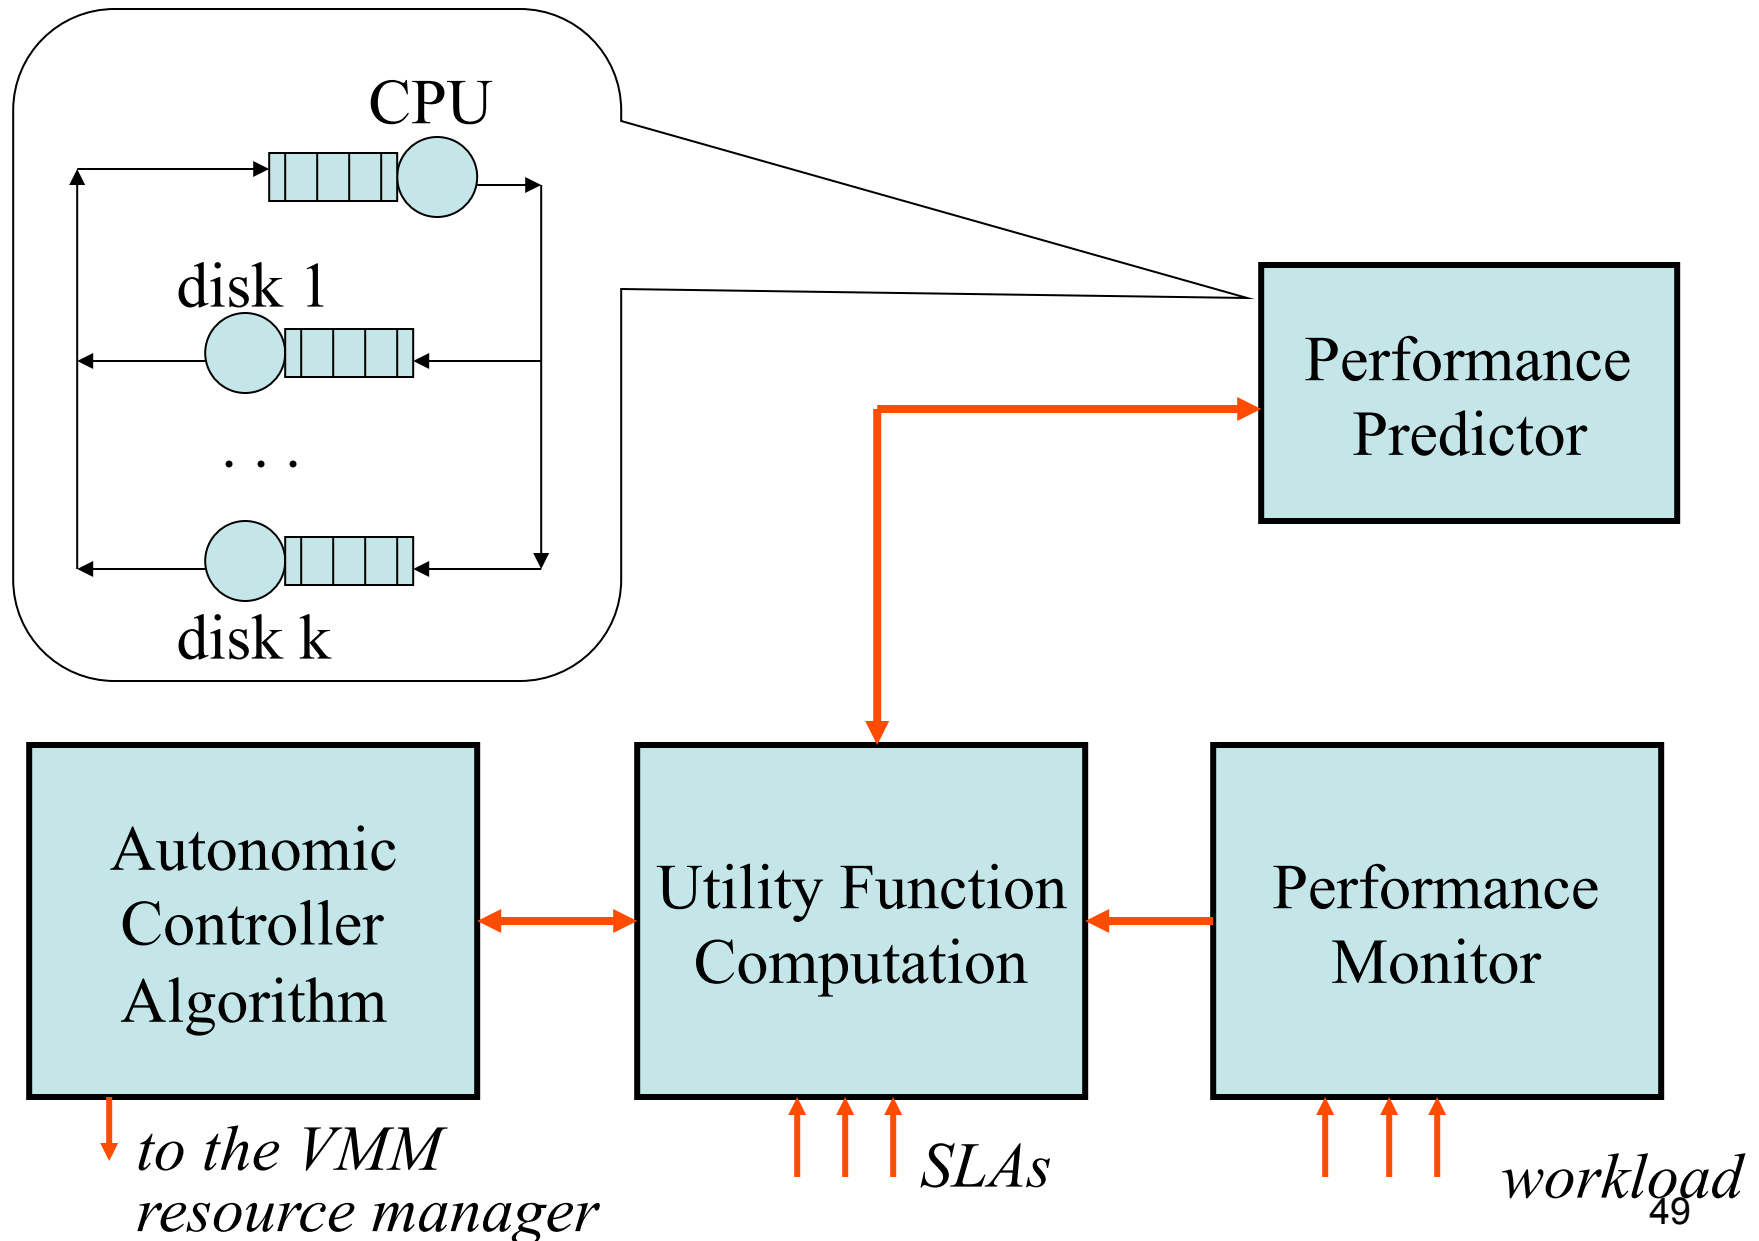 CPU
disk 1
. . .
disk k
Performance
Predictor
Autonomic
Controller
Algorithm
Utility Function
Computation
Performance
Monitor
to the VMM
resource manager
SLAs
workload
49